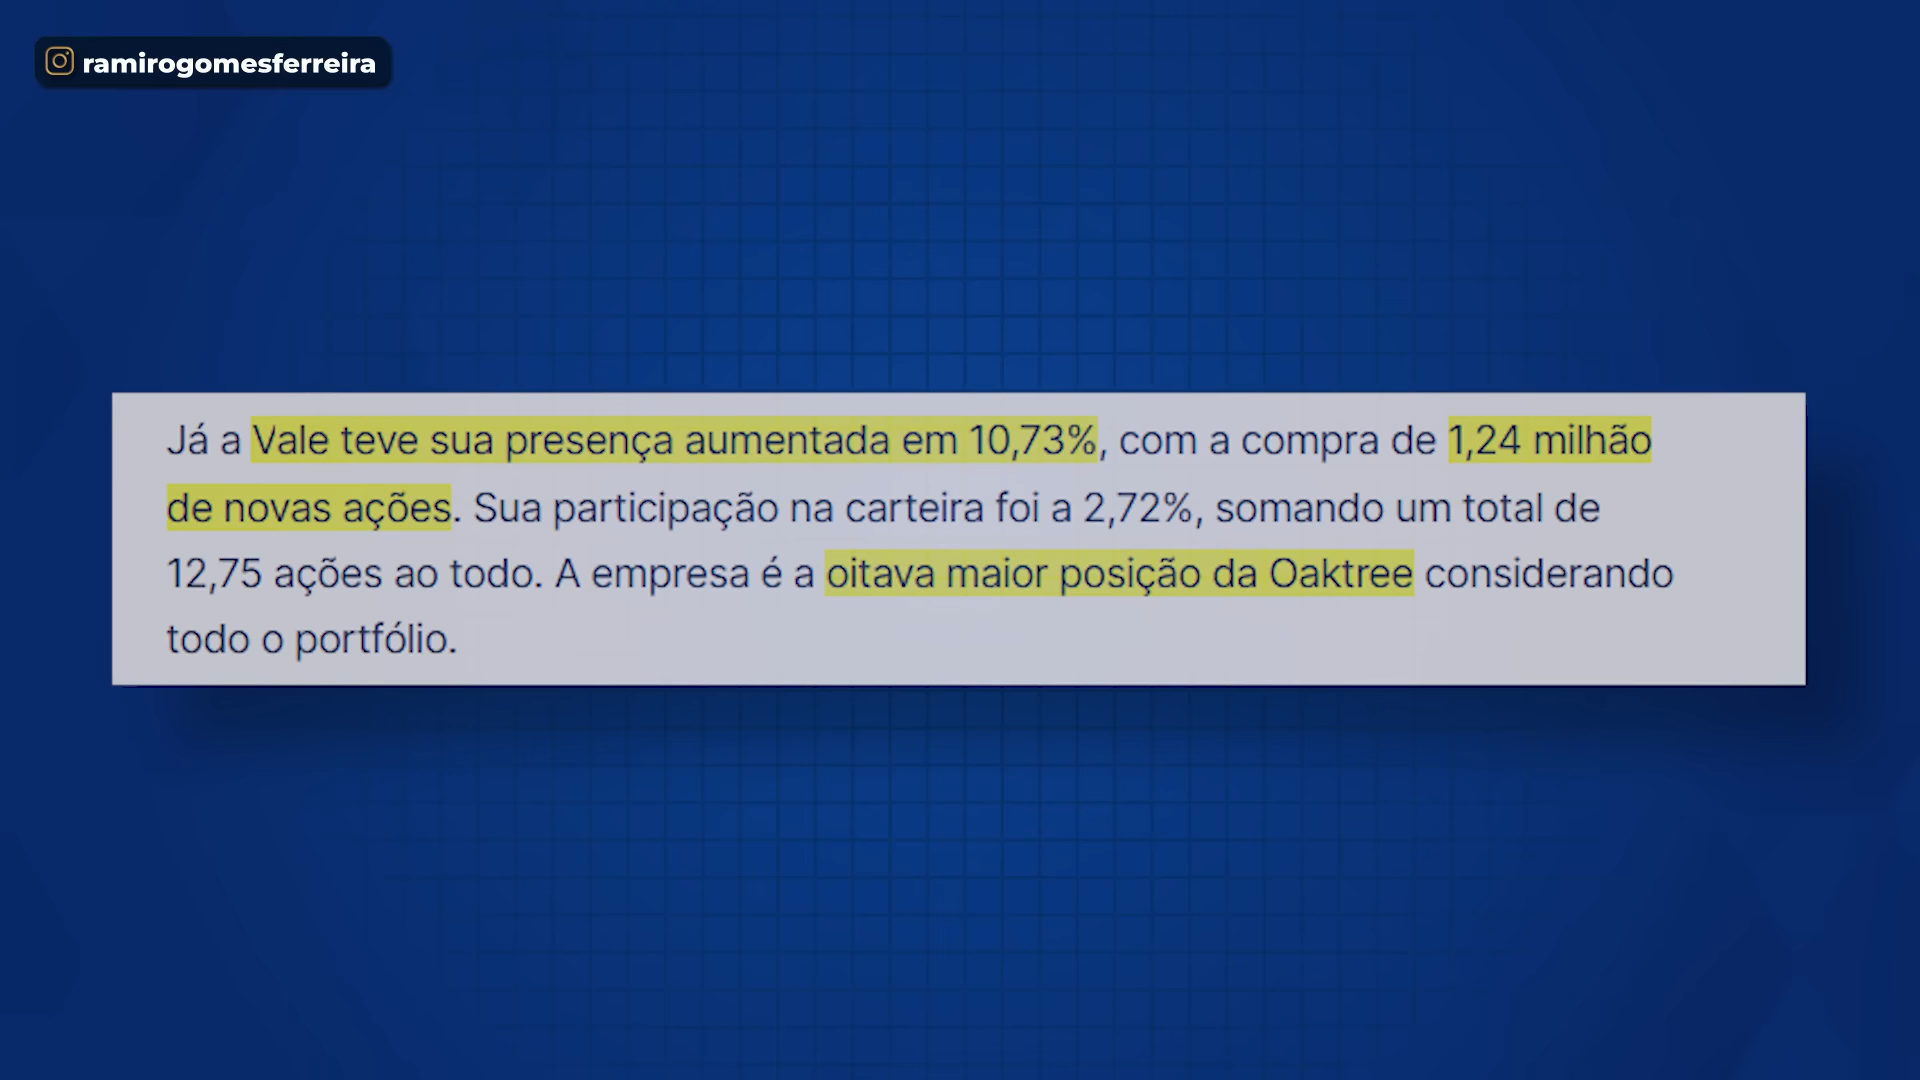 ramirogomesferreira
Já a Vale teve sua presença aumentada em 10,73%, com a compra de 1,24 milhão
de novas ações. Sua participação na carteira foi a 2,72%, somando um total de
12,75 ações ao todo. A empresa é a oitava maior posição da Oaktree considerando
todo o portfólio.